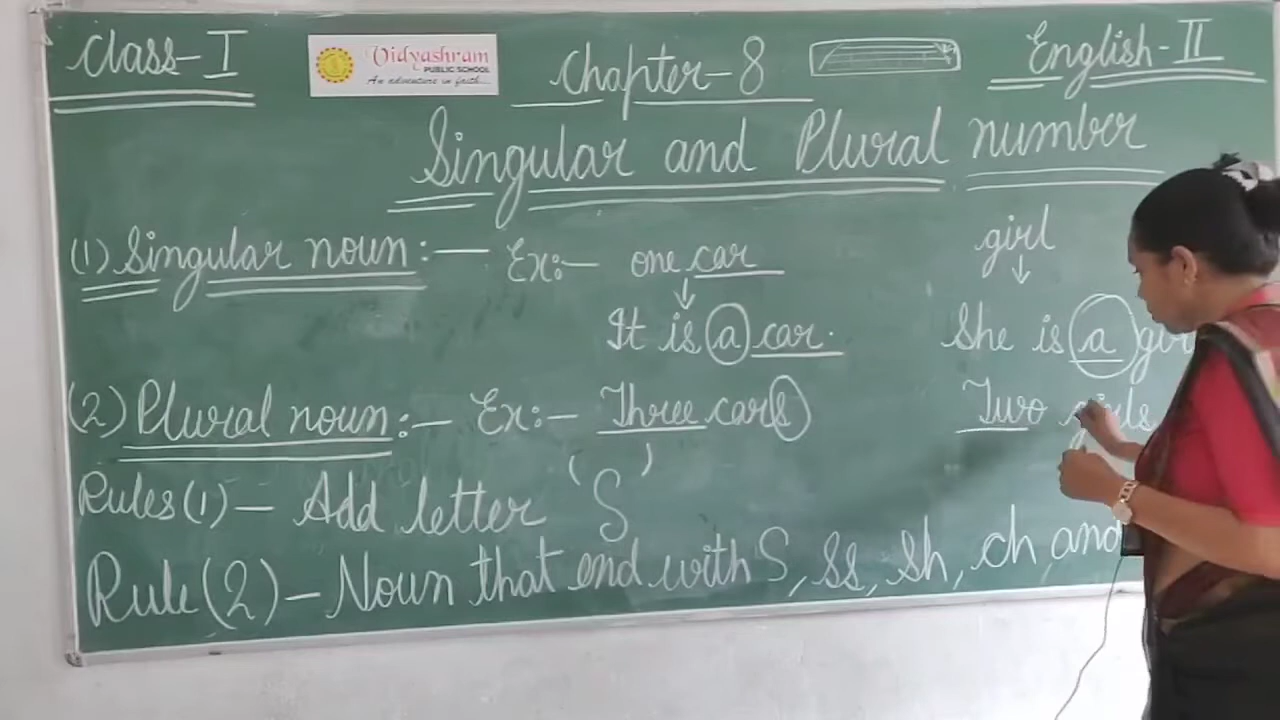 Class-I
Vidyashram
PUBLIC SCHOOL
An adventure in faith...
Chapter-8
English-II
Singular and Plural number
(1) Singular noun:— Ex:— one car
girl
It is a car.
She is a
(2) Plural noun:— Ex:— Three cars
Two girls
Rules(1)— Add letter 'S'
Rule(2)— Noun that end with S, ss, sh, ch, and